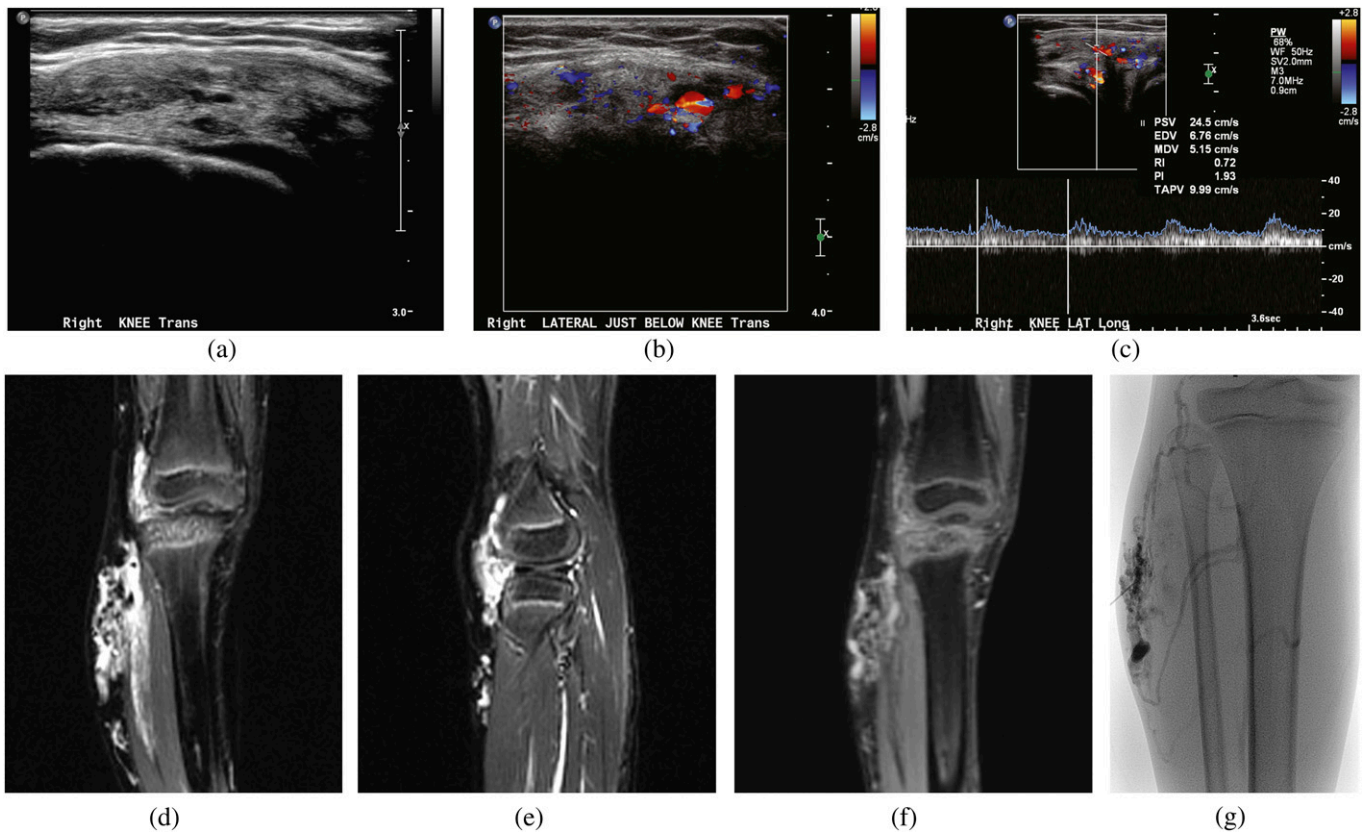 P
X
3.0
Right KNEE Trans
(a)
P
-2.8
cm/s
X
4.0
Right LATERAL JUST BELOW KNEE Trans
(b)
P
PW
68%
WF 50Hz
SV2.0mm
M3
7.0MHz
0.9cm
+2.8
-2.8
cm/s
X
Hz
PSV 24.5 cm/s
EDV 6.76 cm/s
MDV 5.15 cm/s
RI 0.72
PI 1.93
TAPV 9.99 cm/s
40
20
cm/s
-20
-40
3.6sec
Right KNEE LAT Long
(c)
(d)
(e)
(f)
(g)